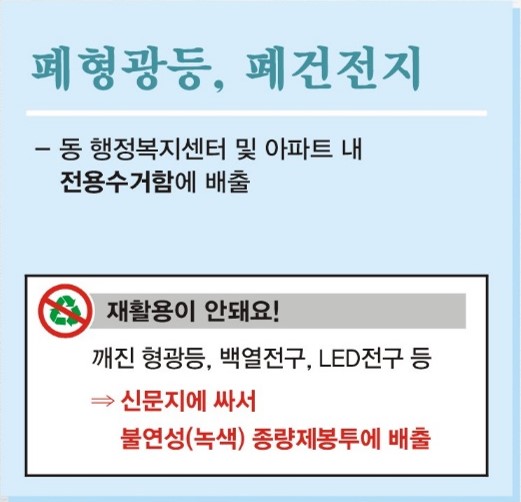 폐형광등, 폐건전지
– 동 행정복지센터 및 아파트 내
전용수거함에 배출
재활용이 안돼요!
깨진 형광등, 백열전구, LED전구 등
⇒ 신문지에 싸서
불연성(녹색) 종량제봉투에 배출